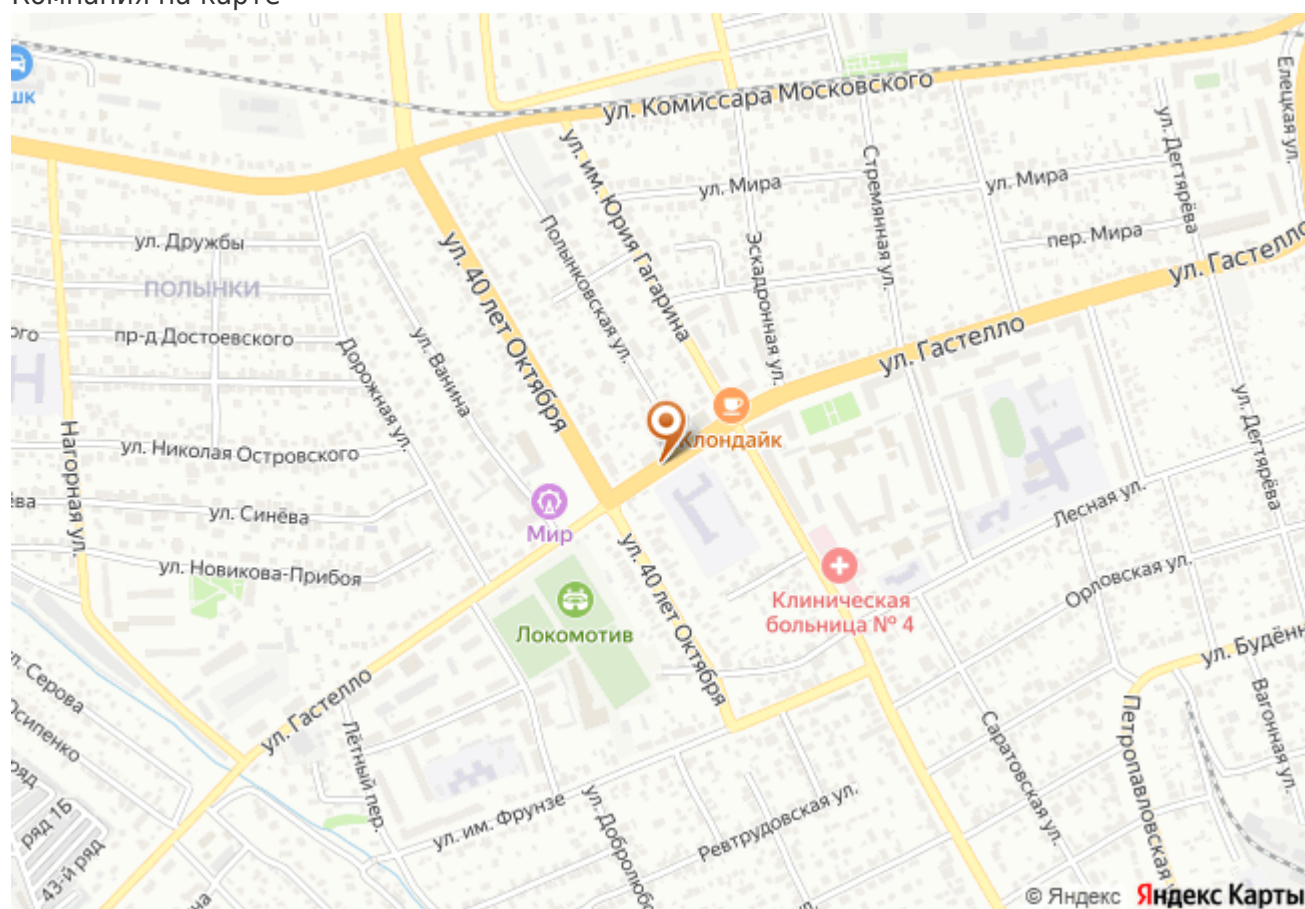 Компания на карте
ул. Комиссара Московского
Елецкая ул.
шк
ул. им. Юрия Гагарина
ул. Дегтярёва
Стремянная ул.
ул. Мира
ул. Мира
ул. Дружбы
ул. 40 лет Октября
Полынковская ул.
Эскадронная ул.
пер. Мира
ул. Гастелло
ПОЛЫНКИ
ого
пр-д Достоевского
ул. Гастелло
ул. Ванина
Дорожная ул.
ул. Дегтярёва
Нагорная ул.
Клондайк
ул. Николая Островского
ёва
ул. Синёва
Лесная ул.
Мир
ул. 40 лет Октября
ул. Новикова-Прибоя
Орловская ул.
Клиническая
больница № 4
Локомотив
ул. Серова
ул. Будённ
Осипенко
ул. Гастелло
Лётный пер.
Саратовская ул.
Петропавловская
Вагонная ул.
ряд
ряд 1Б
43-й ряд
ул. им. Фрунзе
ул. Добролюбо
Ревтрудовская ул.
© Яндекс Яндекс Карты